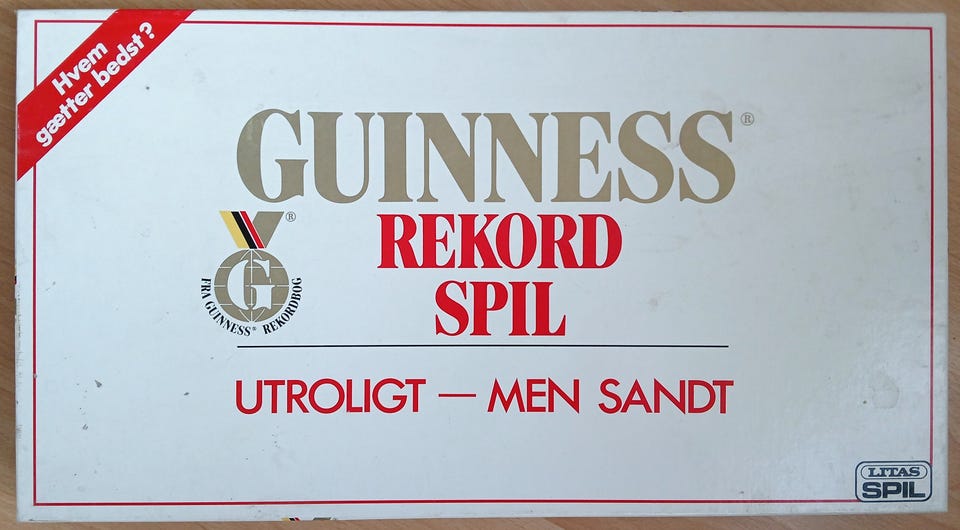 Hvem
gætter bedst?
GUINNESS®
REKORD
SPIL
®
G
FRA GUINNESS® REKORDBOG
UTROLIGT — MEN SANDT
LITAS
SPIL